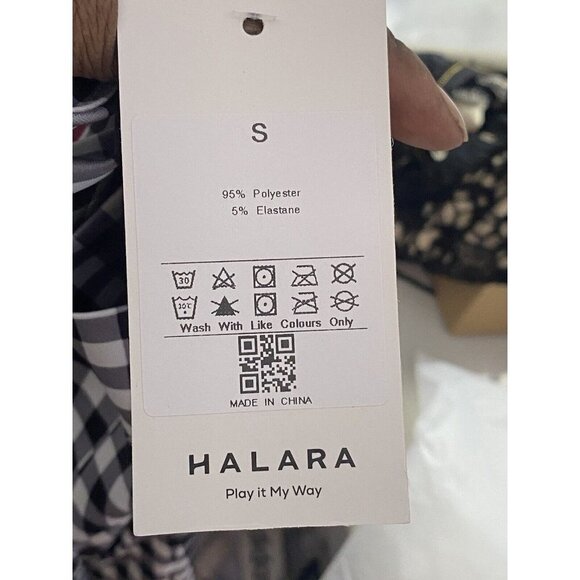 S
95% Polyester
5% Elastane
30
30°C
Wash With Like Colours Only
MADE IN CHINA
HALARA
Play it My Way